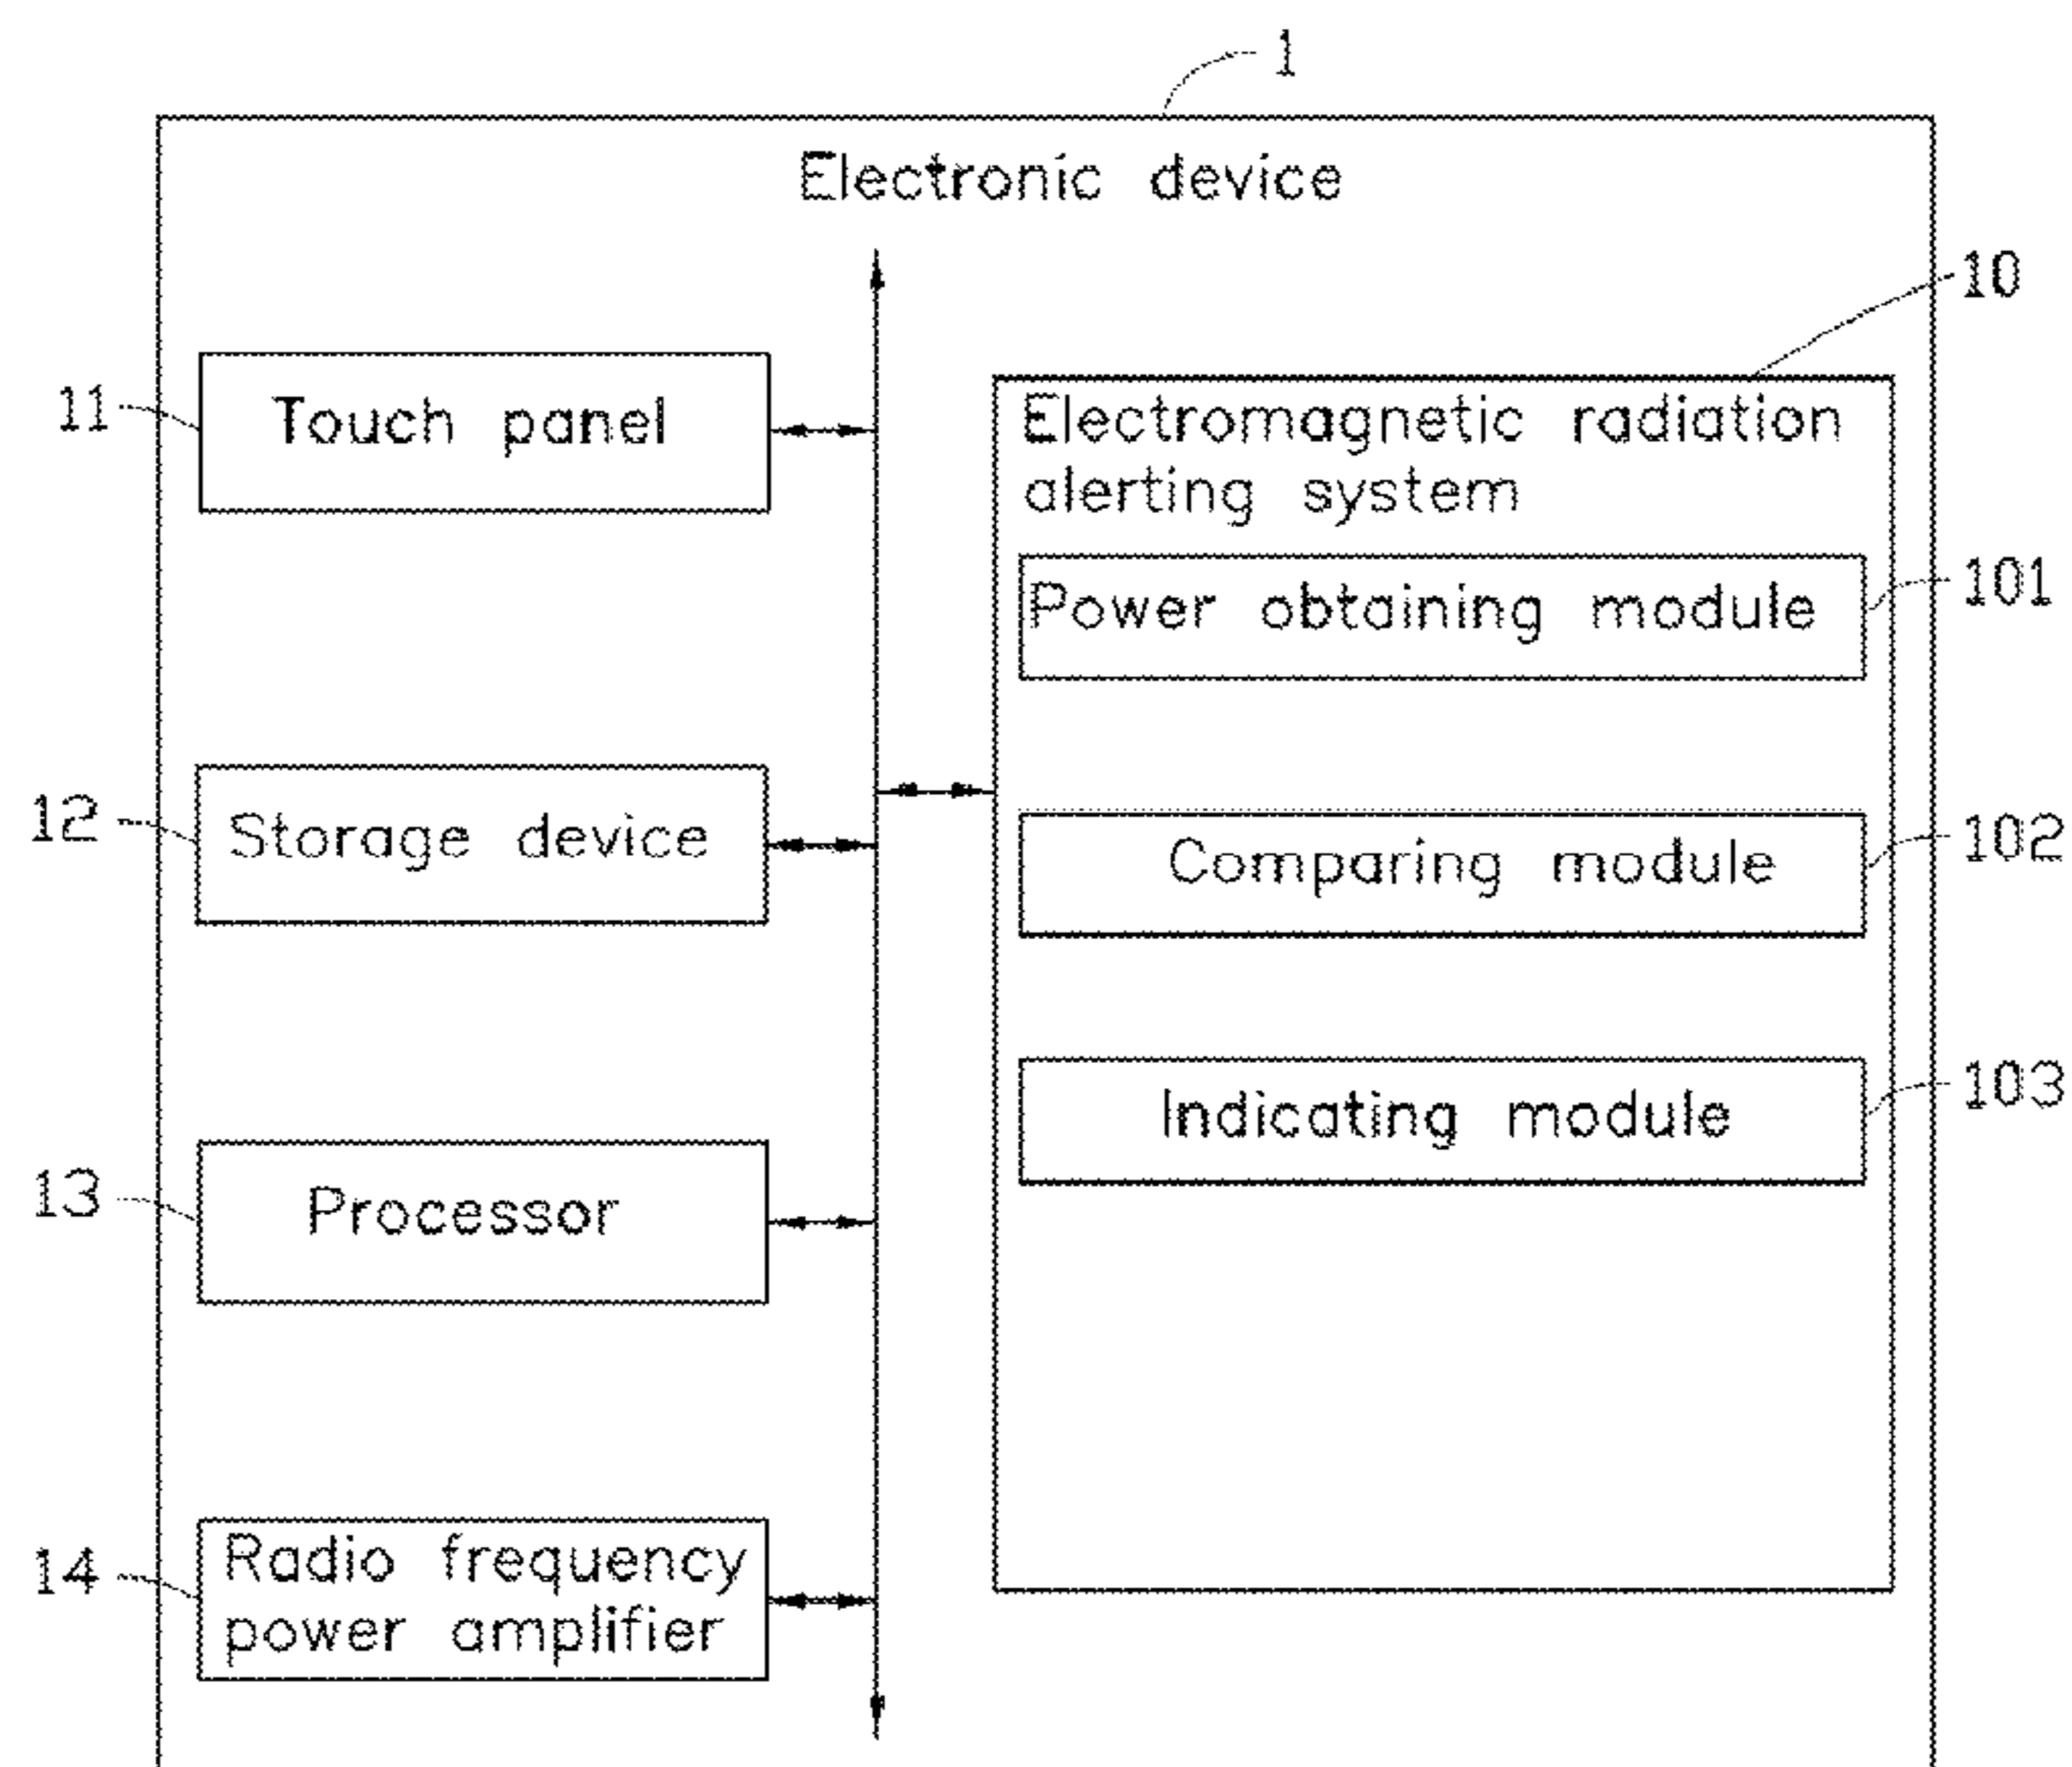 1
Electronic device
10
11
Touch panel
Electromagnetic radiation
alerting system
Power obtaining module
101
12
Storage device
Comparing module
102
Indicating module
103
13
Processor
14
Radio frequency
power amplifier